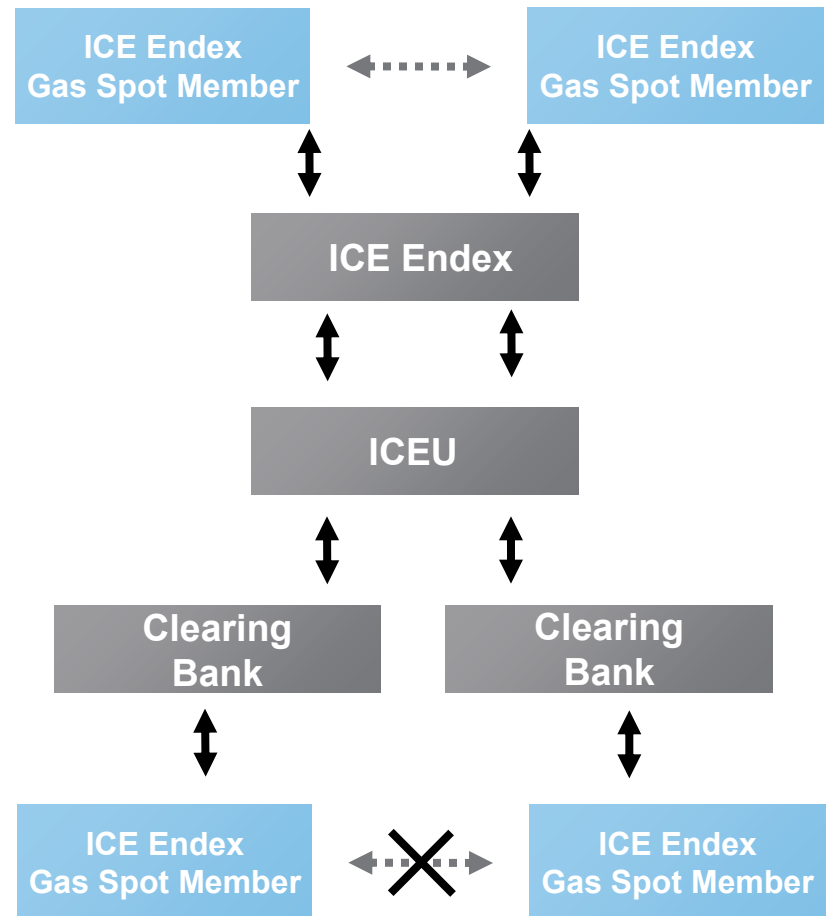 ICE Endex
Gas Spot Member
ICE Endex
Gas Spot Member
ICE Endex
ICEU
Clearing
Bank
Clearing
Bank
ICE Endex
Gas Spot Member
ICE Endex
Gas Spot Member